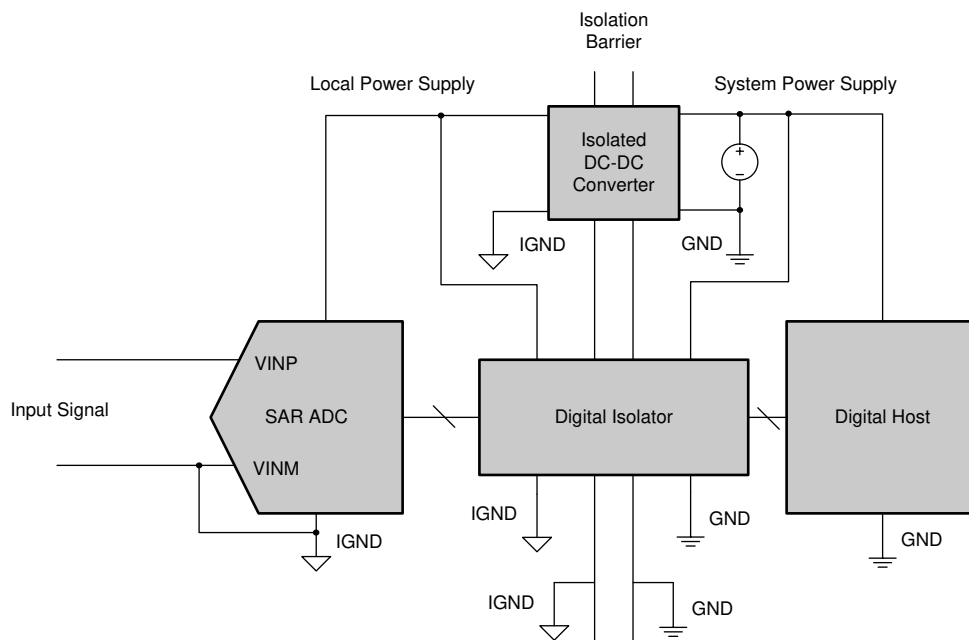 Isolation
Barrier
Local Power Supply
System Power Supply
Isolated
DC-DC
Converter
+
−
IGND
GND
VINP
Input Signal
SAR ADC
VINM
Digital Isolator
Digital Host
IGND
IGND
GND
GND
IGND
GND